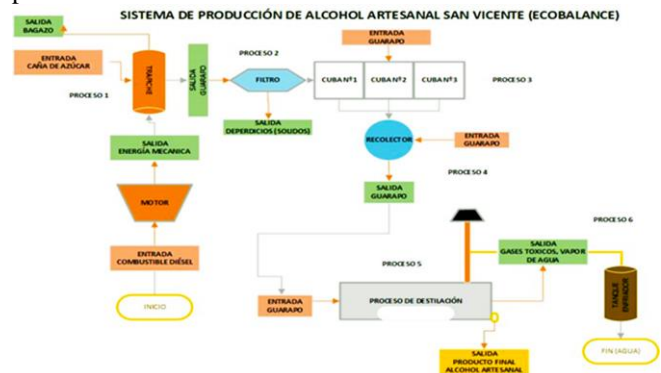 SISTEMA DE PRODUCCIÓN DE ALCOHOL ARTESANAL SAN VICENTE (ECOBALANCE)
SALIDA
BAGAZO
ENTRADA
CAÑA DE AZÚCAR
PROCESO 1
TRAPICHE
SALIDA
GUARAPO
PROCESO 2
FILTRO
SALIDA
DEPERDICIOS (SOLIDOS)
ENTRADA
GUARAPO
CUBA Nº1
CUBA Nº2
CUBA Nº3
PROCESO 3
RECOLECTOR
ENTRADA
GUARAPO
PROCESO 4
SALIDA
GUARAPO
SALIDA
ENERGÍA MECANICA
MOTOR
ENTRADA
COMBUSTIBLE DIÉSEL
INICIO
ENTRADA
GUARAPO
PROCESO 5
PROCESO DE DESTILACIÓN
SALIDA
PRODUCTO FINAL
ALCOHOL ARTESANAL
PROCESO 6
SALIDA
GASES TOXICOS, VAPOR
DE AGUA
TANQUE
ENFRIADOR
FIN (AGUA)